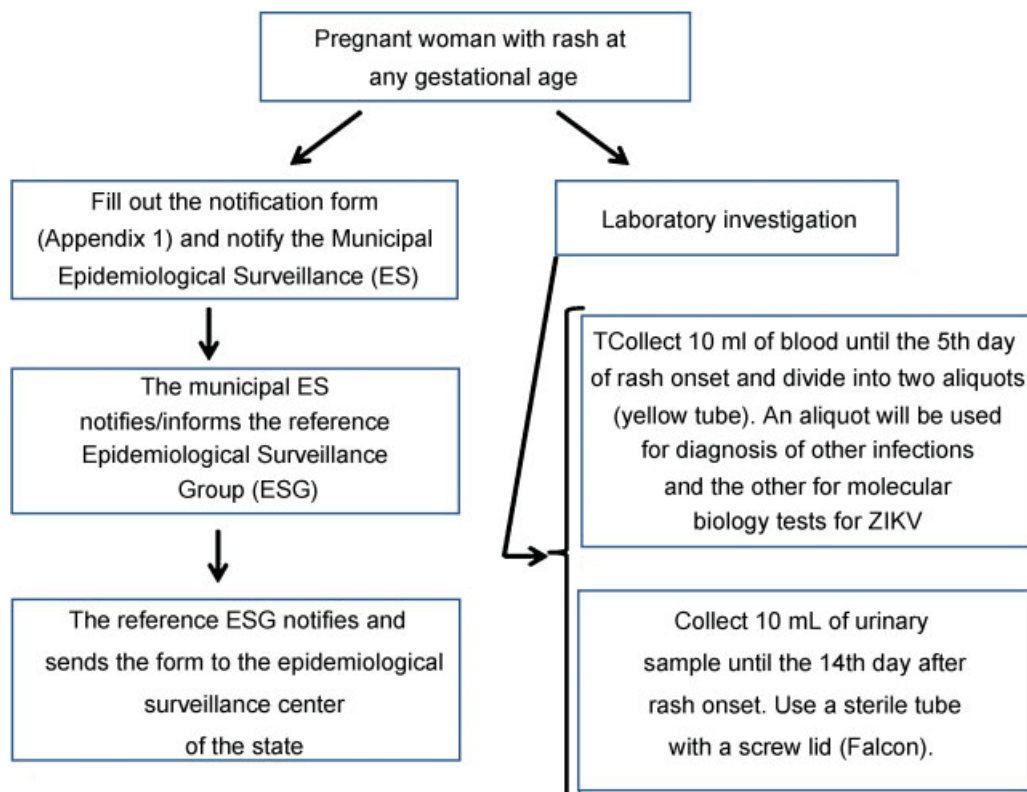 Pregnant woman with rash at
any gestational age
Fill out the notification form
(Appendix 1) and notify the Municipal
Epidemiological Surveillance (ES)
The municipal ES
notifies/informs the reference
Epidemiological Surveillance
Group (ESG)
The reference ESG notifies and
sends the form to the epidemiological
surveillance center
of the state
Laboratory investigation
TCollect 10 ml of blood until the 5th day
of rash onset and divide into two aliquots
(yellow tube). An aliquot will be used
for diagnosis of other infections
and the other for molecular
biology tests for ZIKV
Collect 10 mL of urinary
sample until the 14th day after
rash onset. Use a sterile tube
with a screw lid (Falcon).